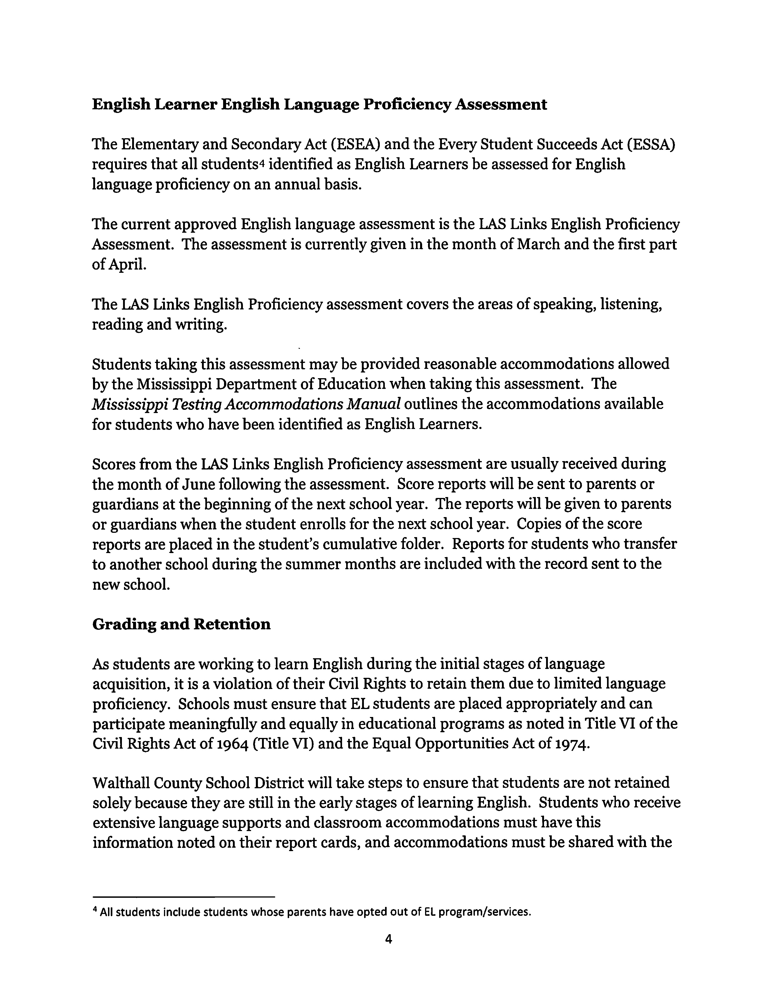 English Learner English Language Proficiency Assessment
The Elementary and Secondary Act (ESEA) and the Every Student Succeeds Act (ESSA)
requires that all students4 identified as English Learners be assessed for English
language proficiency on an annual basis.
The current approved English language assessment is the LAS Links English Proficiency
Assessment. The assessment is currently given in the month of March and the first part
of April.
The LAS Links English Proficiency assessment covers the areas of speaking, listening,
reading and writing.
Students taking this assessment may be provided reasonable accommodations allowed
by the Mississippi Department of Education when taking this assessment. The
Mississippi Testing Accommodations Manual outlines the accommodations available
for students who have been identified as English Learners.
Scores from the LAS Links English Proficiency assessment are usually received during
the month of June following the assessment. Score reports will be sent to parents or
guardians at the beginning of the next school year. The reports will be given to parents
or guardians when the student enrolls for the next school year. Copies of the score
reports are placed in the student's cumulative folder. Reports for students who transfer
to another school during the summer months are included with the record sent to the
new school.
Grading and Retention
As students are working to learn English during the initial stages of language
acquisition, it is a violation of their Civil Rights to retain them due to limited language
proficiency. Schools must ensure that EL students are placed appropriately and can
participate meaningfully and equally in educational programs as noted in Title VI of the
Civil Rights Act of 1964 (Title VI) and the Equal Opportunities Act of 1974.
Walthall County School District will take steps to ensure that students are not retained
solely because they are still in the early stages of learning English. Students who receive
extensive language supports and classroom accommodations must have this
information noted on their report cards, and accommodations must be shared with the
4 All students include students whose parents have opted out of EL program/services.
4